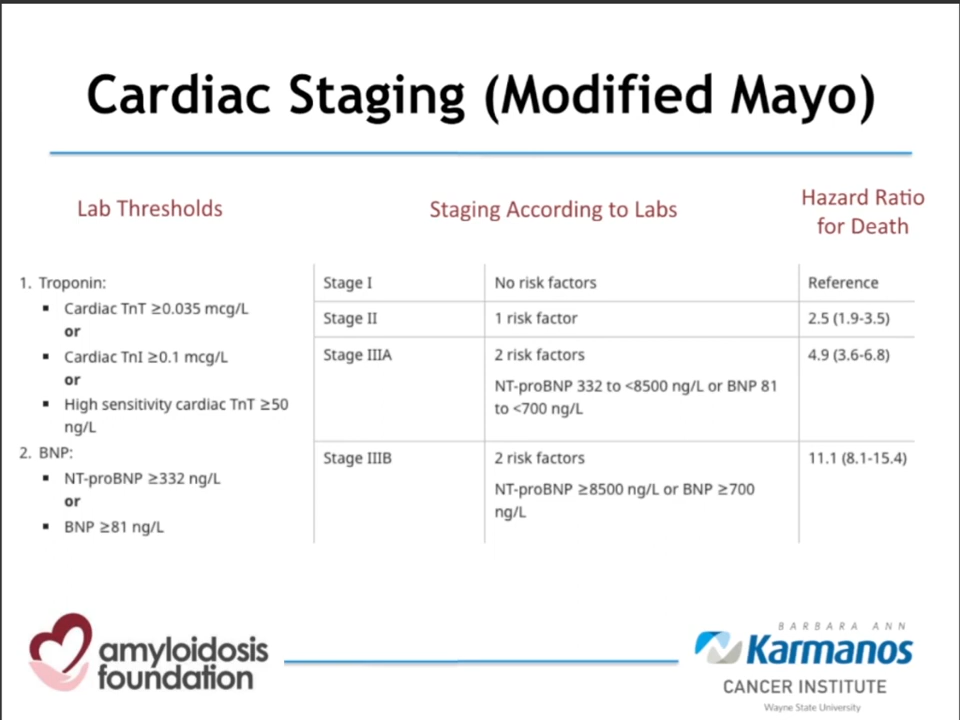 Cardiac Staging (Modified Mayo)
Lab Thresholds
1. Troponin:
▪ Cardiac TnT ≥0.035 mcg/L
or
▪ Cardiac TnI ≥0.1 mcg/L
or
▪ High sensitivity cardiac TnT ≥50
ng/L
2. BNP:
▪ NT-proBNP ≥332 ng/L
or
▪ BNP ≥81 ng/L
Staging According to Labs
Hazard Ratio
for Death
Stage I No risk factors Reference
Stage II 1 risk factor 2.5 (1.9-3.5)
Stage IIIA 2 risk factors 4.9 (3.6-6.8)
NT-proBNP 332 to <8500 ng/L or BNP 81
to <700 ng/L
Stage IIIB 2 risk factors 11.1 (8.1-15.4)
NT-proBNP ≥8500 ng/L or BNP ≥700
ng/L
amyloidosis
foundation
BARBARA ANN
Karmanos
CANCER INSTITUTE
Wayne State University